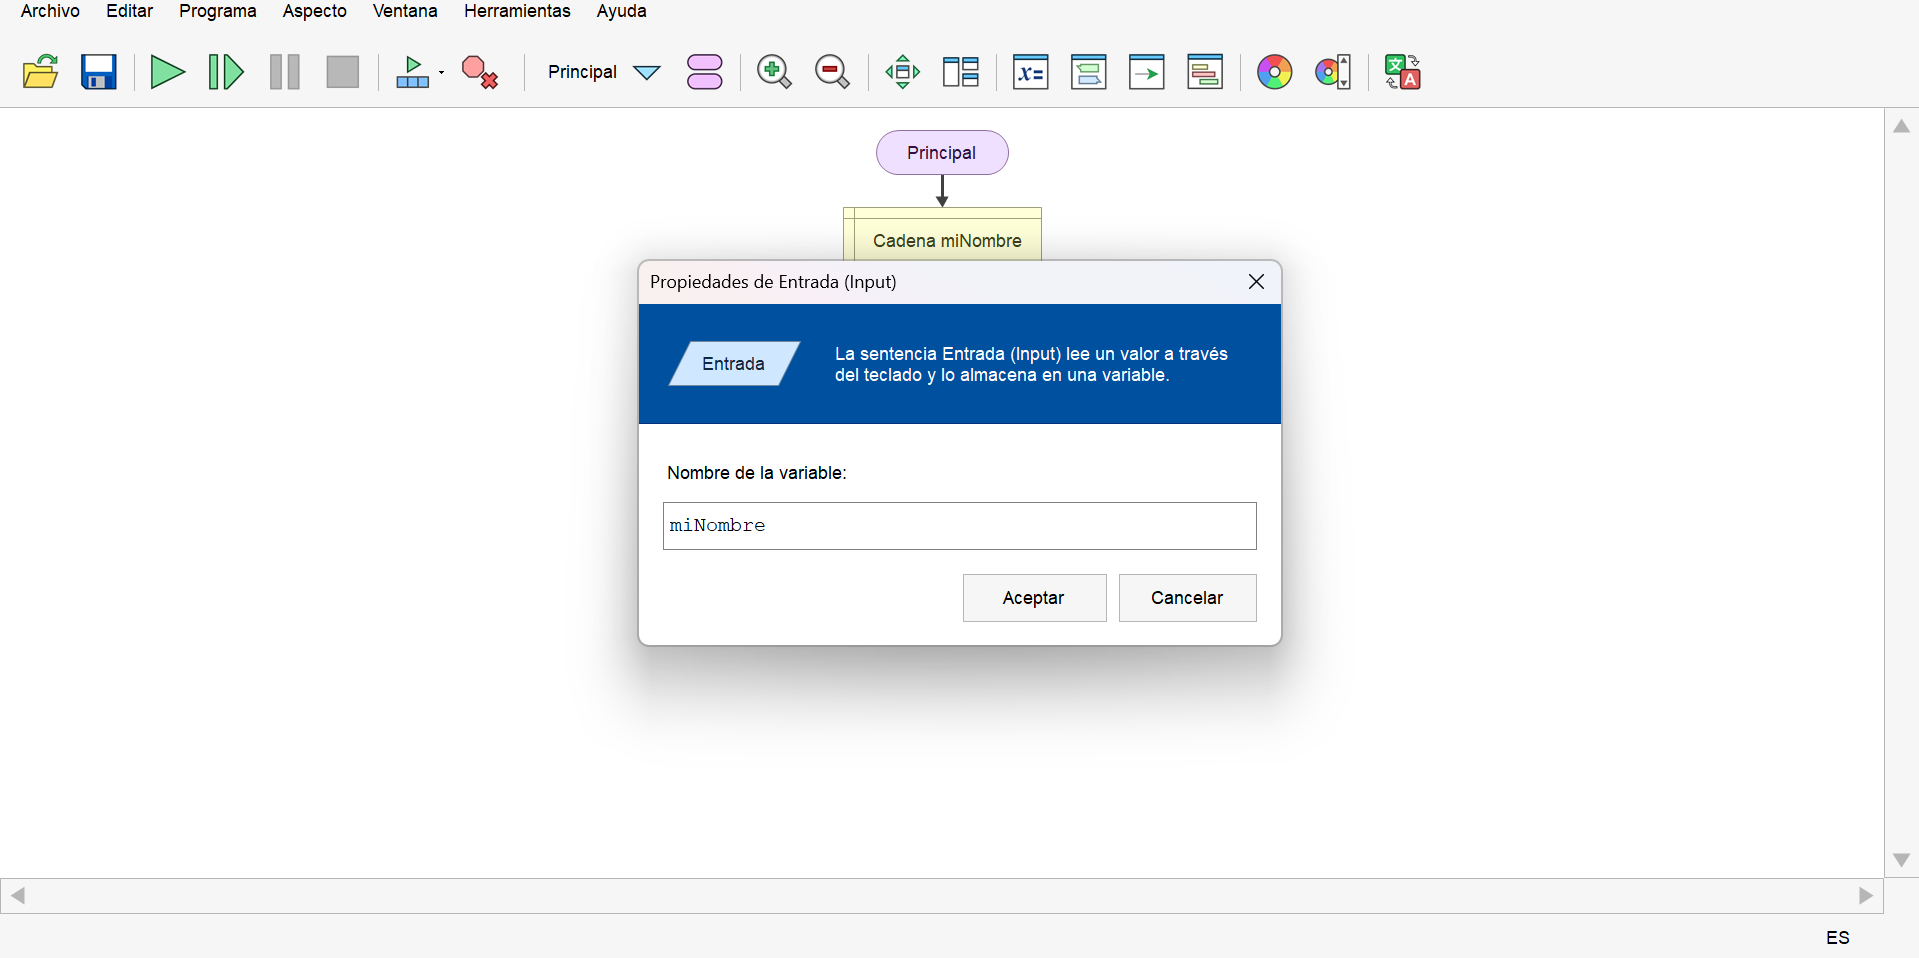 Archivo Editar Programa Aspecto Ventana Herramientas Ayuda
Principal
x=
文
A
Principal
Cadena miNombre
Propiedades de Entrada (Input)
Entrada
La sentencia Entrada (Input) lee un valor a través
del teclado y lo almacena en una variable.
Nombre de la variable:
miNombre
Aceptar Cancelar
ES